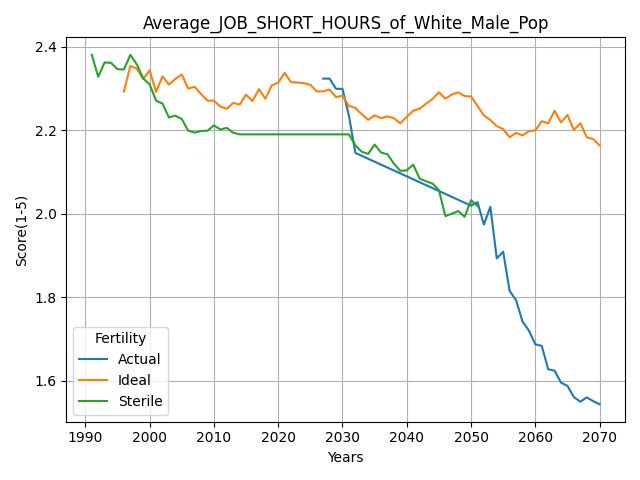 Average_JOB_SHORT_HOURS_of_White_Male_Pop
Score(1-5)
2.4
2.2
2.0
1.8
1.6
Fertility
Actual
Ideal
Sterile
1990 2000 2010 2020 2030 2040 2050 2060 2070
Years